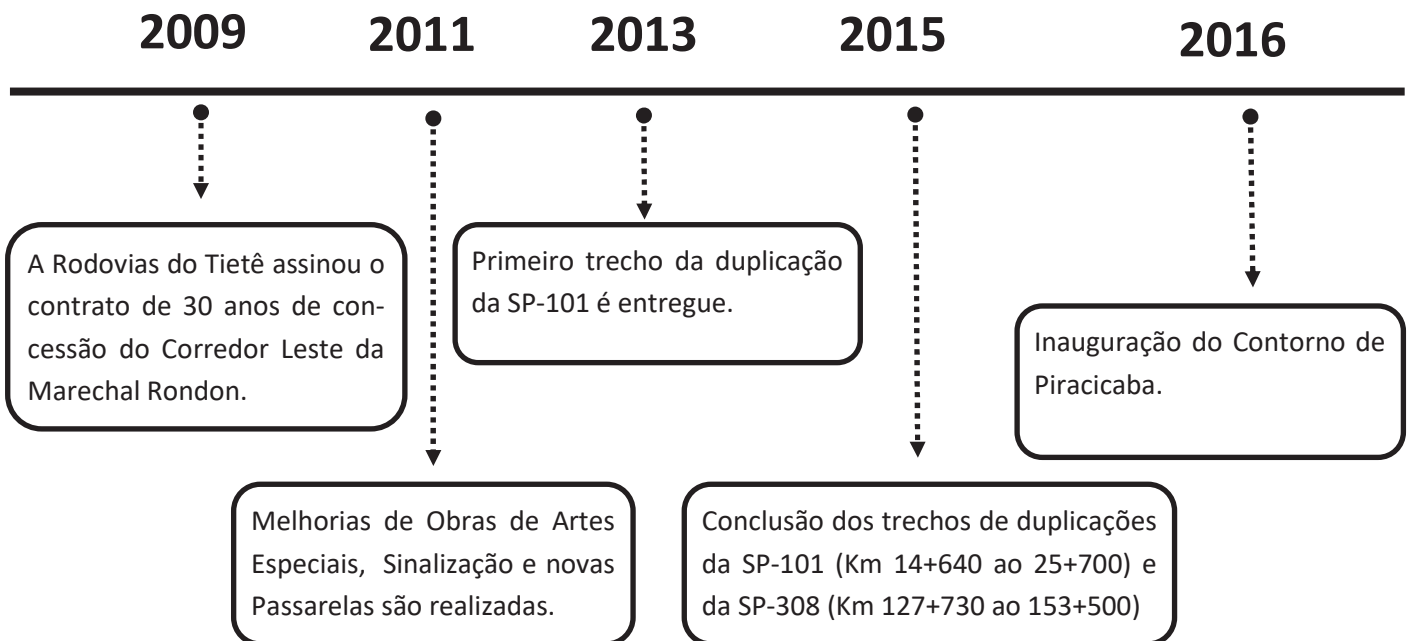 2009
2011
2013
2015
2016
A Rodovias do Tietê assinou o
contrato de 30 anos de con-
cessão do Corredor Leste da
Marechal Rondon.
Primeiro trecho da duplicação
da SP-101 é entregue.
Inauguração do Contorno de
Piracicaba.
Melhorias de Obras de Artes
Especiais, Sinalização e novas
Passarelas são realizadas.
Conclusão dos trechos de duplicações
da SP-101 (Km 14+640 ao 25+700) e
da SP-308 (Km 127+730 ao 153+500)